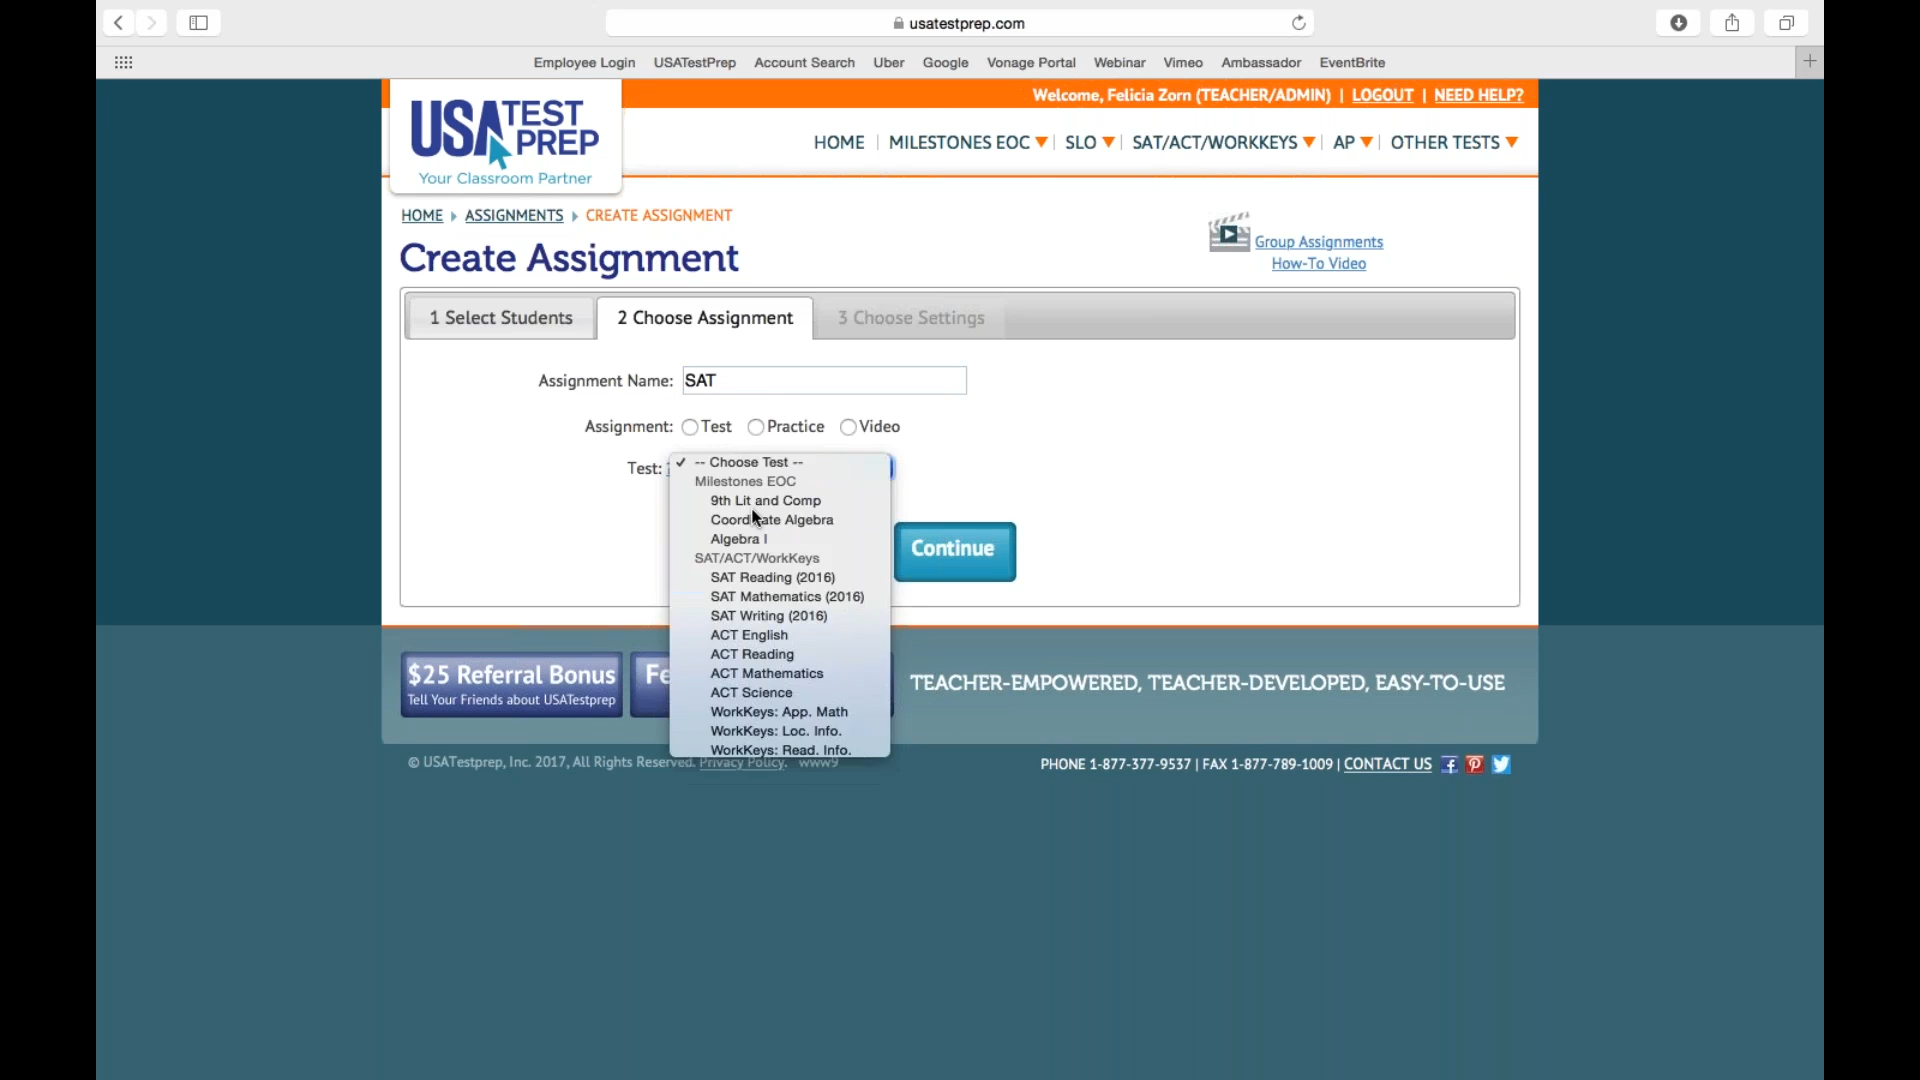 usatestprep.com
Employee Login USATestPrep Account Search Uber Google Vonage Portal Webinar Vimeo Ambassador EventBrite
Welcome, Felicia Zorn (TEACHER/ADMIN) | LOGOUT | NEED HELP?
USA TEST PREP
Your Classroom Partner
HOME | MILESTONES EOC | SLO | SAT/ACT/WORKKEYS | AP | OTHER TESTS
HOME ASSIGNMENTS CREATE ASSIGNMENT
Group Assignments
How-To Video
Create Assignment
1 Select Students 2 Choose Assignment 3 Choose Settings
Assignment Name: SAT
Assignment: Test Practice Video
Test:
-- Choose Test --
Milestones EOC
9th Lit and Comp
Coordinate Algebra
Algebra I
SAT/ACT/WorkKeys
SAT Reading (2016)
SAT Mathematics (2016)
SAT Writing (2016)
ACT English
ACT Reading
ACT Mathematics
ACT Science
WorkKeys: App. Math
WorkKeys: Loc. Info.
WorkKeys: Read. Info.
Continue
$25 Referral Bonus
Tell Your Friends about USATestprep
TEACHER-EMPOWERED, TEACHER-DEVELOPED, EASY-TO-USE
© USATestprep, Inc. 2017, All Rights Reserved. Privacy Policy. www9
PHONE 1-877-377-9537 | FAX 1-877-789-1009 | CONTACT US